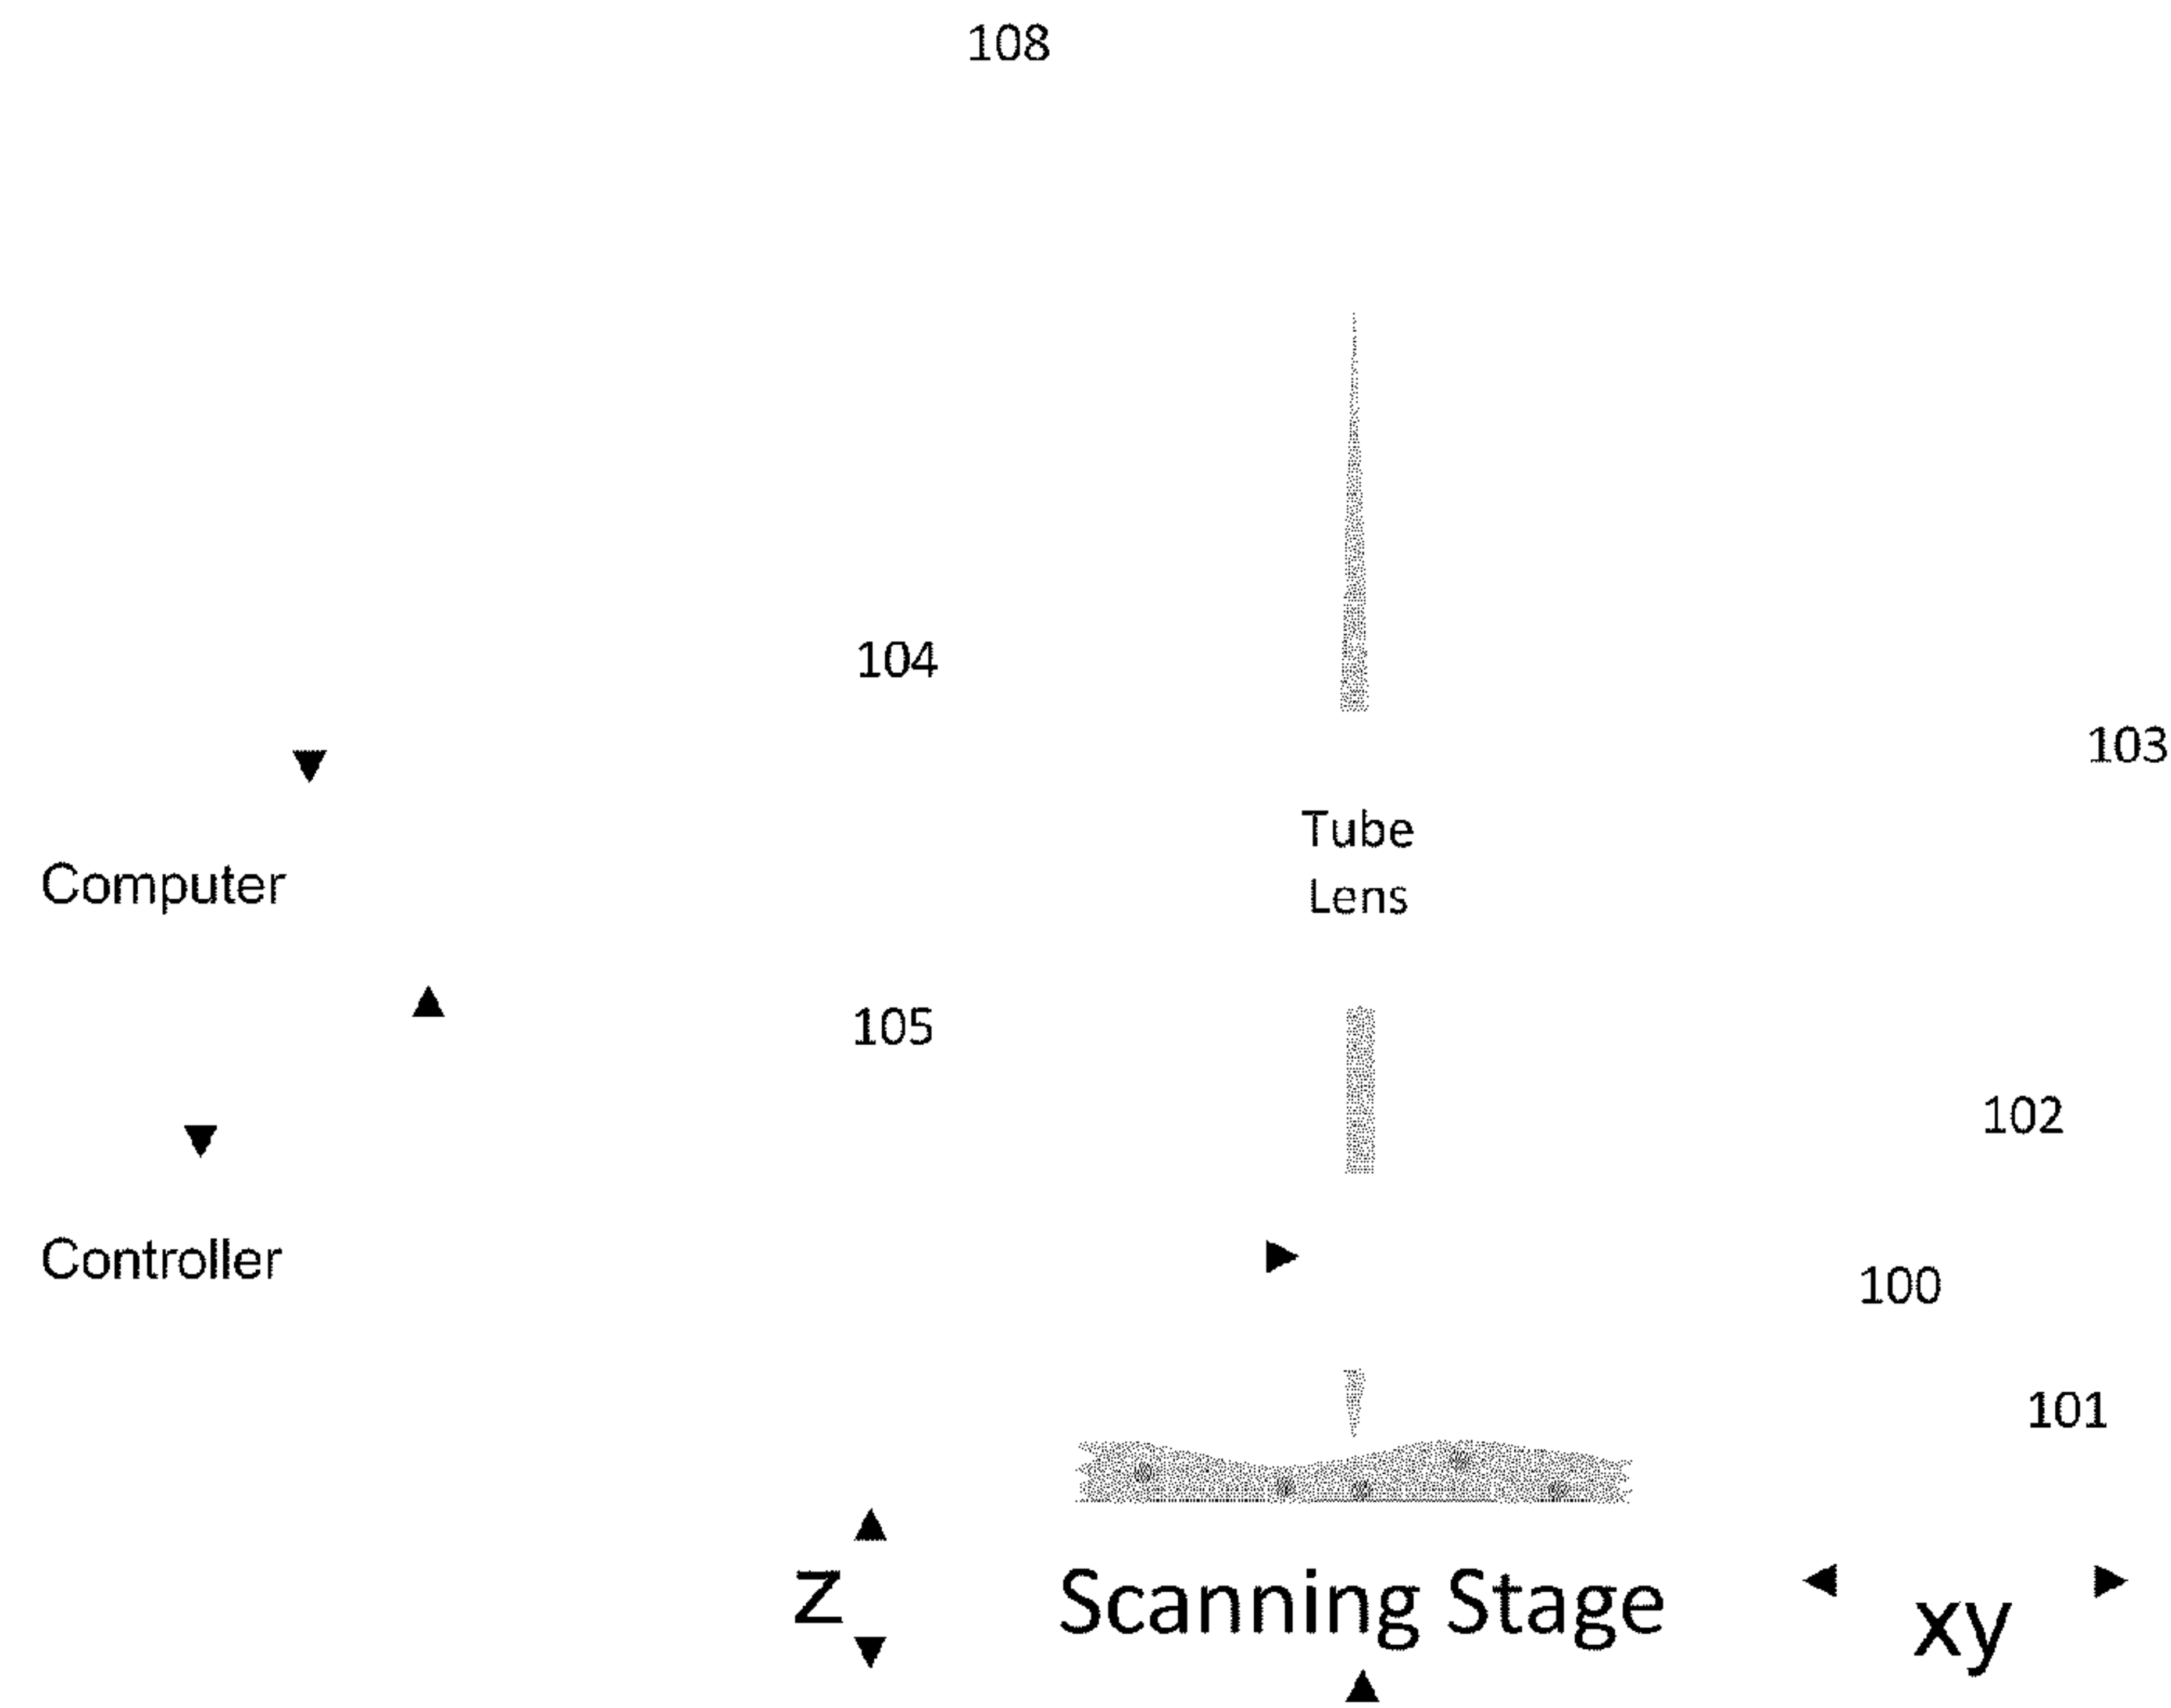 108
104
103
Tube
Lens
Computer
105
102
Controller
100
101
z
Scanning Stage
xy